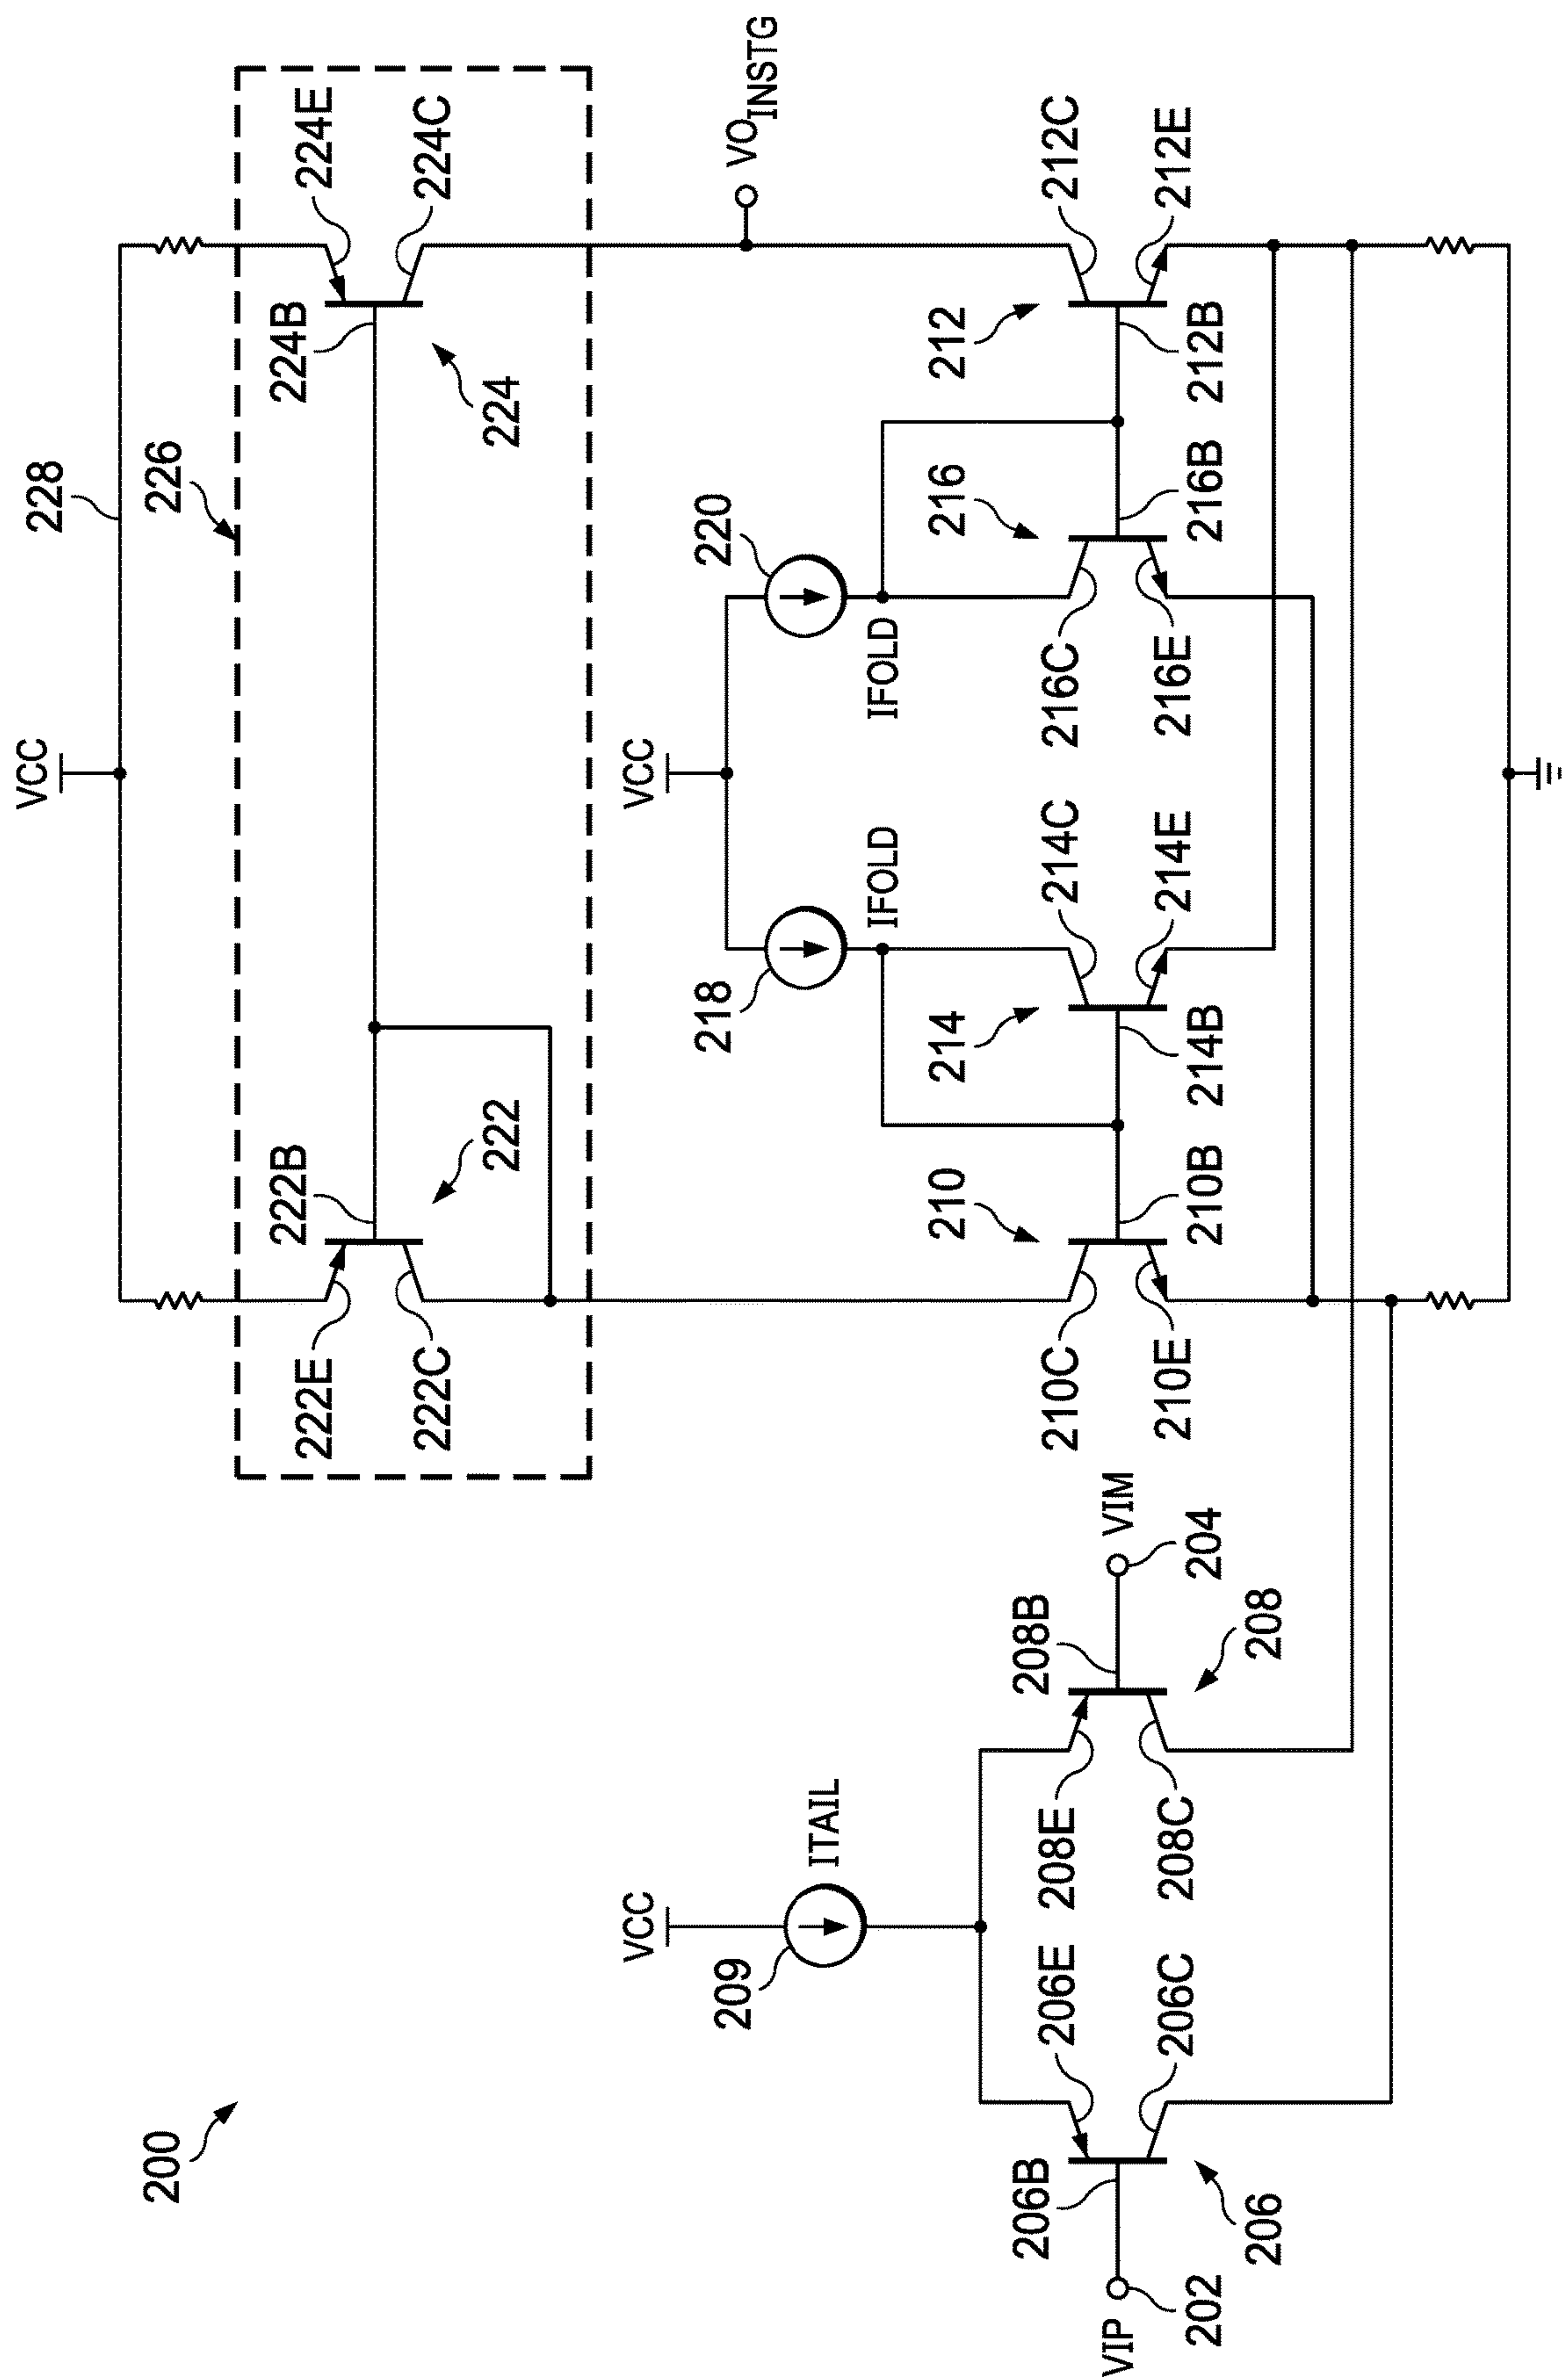 200
VCC
228
226
222E
222B
224B
224E
222C
222
224
224C
VCC
VCC
VO INSTG
209
ITAIL
218
220
IFOLD
IFOLD
206B
206E
208E
208B
210C
210
214
214C
216C
216
212
212C
VIP
202
VIM
204
206
206C
208C
208
210E
210B
214B
214E
216E
216B
212B
212E